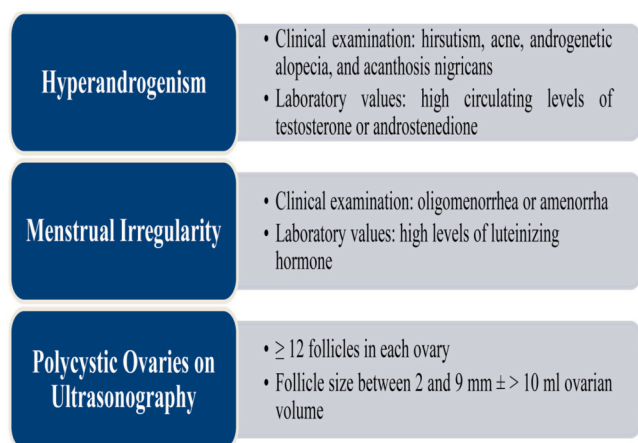 Hyperandrogenism
• Clinical examination: hirsutism, acne, androgenetic
alopecia, and acanthosis nigricans
• Laboratory values: high circulating levels of
testosterone or androstenedione
Menstrual Irregularity
• Clinical examination: oligomenorrhea or amenorrha
• Laboratory values: high levels of luteinizing
hormone
Polycystic Ovaries on
Ultrasonography
• ≥ 12 follicles in each ovary
• Follicle size between 2 and 9 mm ± > 10 ml ovarian
volume